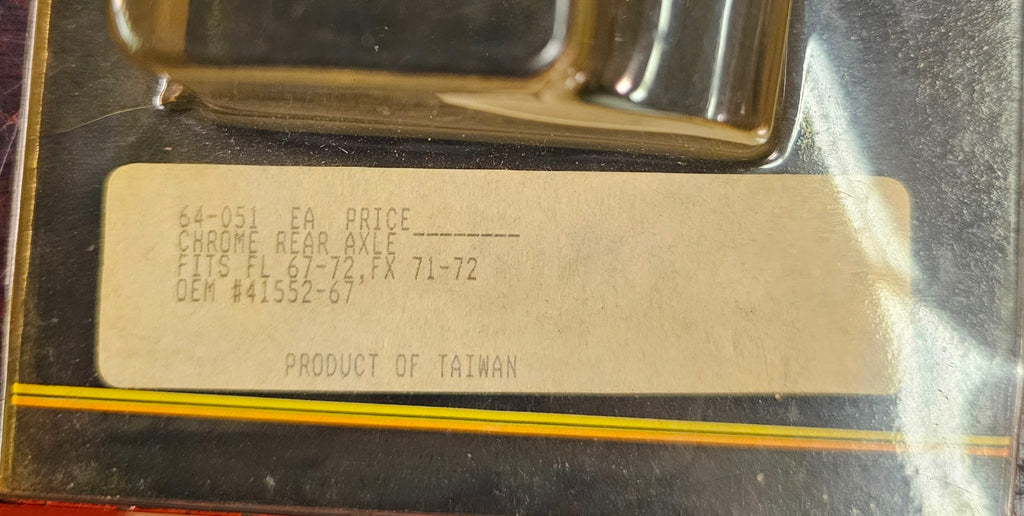 64-051 EA PRICE________
CHROME REAR AXLE
FITS FL 67-72,FX 71-72
OEM #41552-67
PRODUCT OF TAIWAN